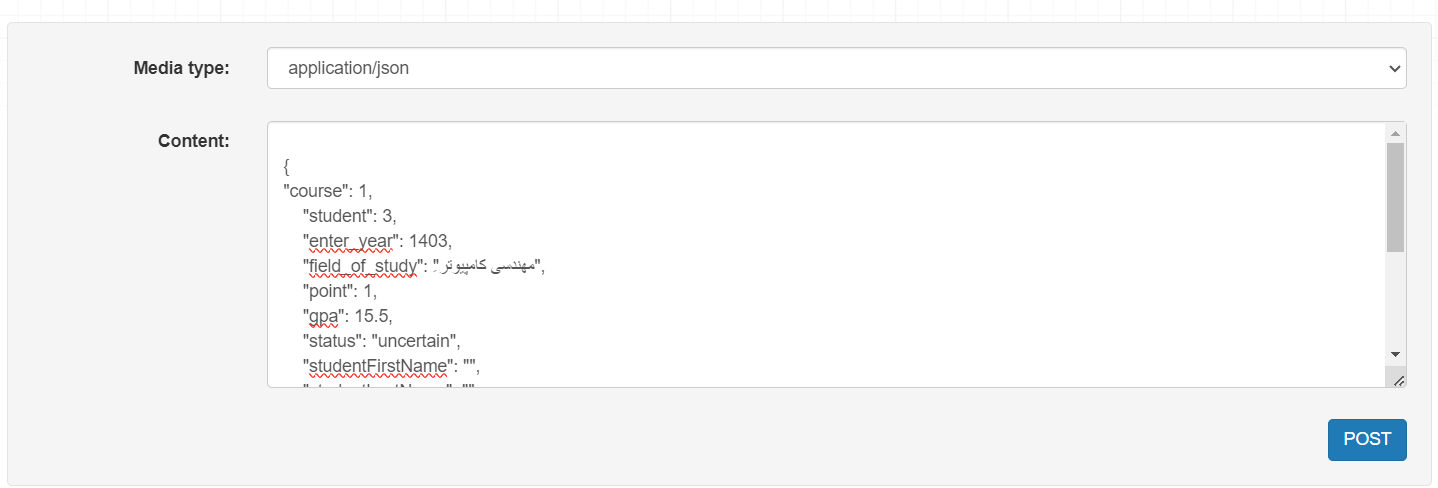 Media type:
application/json
Content:
{
"course": 1,
"student": 3,
"enter_year": 1403,
"field_of_study": "مهندسی کامپیوتر ِ",
"point": 1,
"gpa": 15.5,
"status": "uncertain",
"studentFirstName": "",
POST